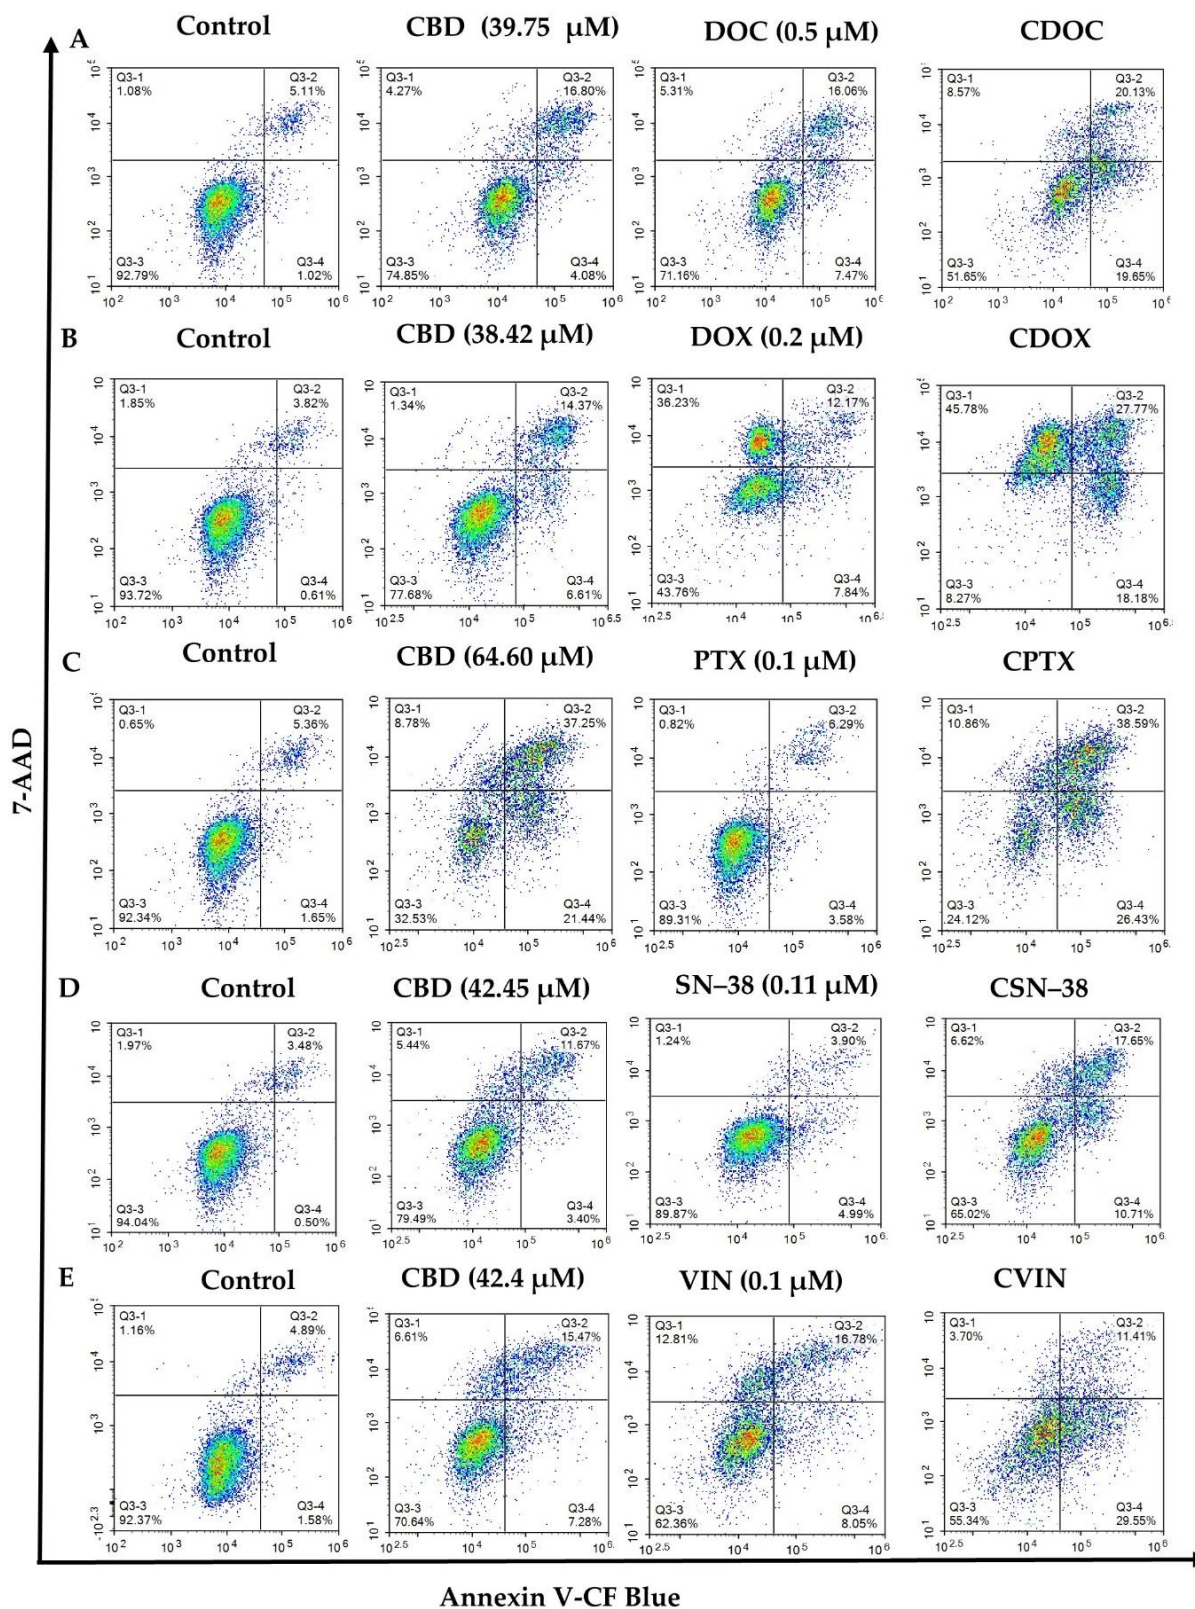 A Control CBD (39.75 μM) DOC (0.5 μM) CDOC
Q3-1 Q3-2 Q3-1 Q3-2 Q3-1 Q3-2 Q3-1 Q3-2
1.08% 5.11% 4.27% 16.80% 5.31% 16.06% 8.57% 20.13%
Q3-3 Q3-4 Q3-3 Q3-4 Q3-3 Q3-4 Q3-3 Q3-4
92.79% 1.02% 74.85% 4.08% 71.16% 7.47% 51.65% 19.65%
B Control CBD (38.42 μM) DOX (0.2 μM) CDOX
Q3-1 Q3-2 Q3-1 Q3-2 Q3-1 Q3-2 Q3-1 Q3-2
1.85% 3.82% 1.34% 14.37% 36.23% 12.17% 45.78% 27.77%
Q3-3 Q3-4 Q3-3 Q3-4 Q3-3 Q3-4 Q3-3 Q3-4
93.72% 0.61% 77.68% 6.61% 43.76% 7.84% 8.27% 18.18%
C Control CBD (64.60 μM) PTX (0.1 μM) CPTX
Q3-1 Q3-2 Q3-1 Q3-2 Q3-1 Q3-2 Q3-1 Q3-2
0.65% 5.36% 8.78% 37.25% 0.82% 6.29% 10.86% 38.59%
Q3-3 Q3-4 Q3-3 Q3-4 Q3-3 Q3-4 Q3-3 Q3-4
92.34% 1.65% 32.53% 21.44% 89.31% 3.58% 24.12% 26.43%
7-AAD
D Control CBD (42.45 μM) SN–38 (0.11 μM) CSN–38
Q3-1 Q3-2 Q3-1 Q3-2 Q3-1 Q3-2 Q3-1 Q3-2
1.97% 3.48% 5.44% 11.67% 1.24% 3.90% 6.62% 17.65%
Q3-3 Q3-4 Q3-3 Q3-4 Q3-3 Q3-4 Q3-3 Q3-4
94.04% 0.50% 79.49% 3.40% 89.87% 4.99% 65.02% 10.71%
E Control CBD (42.4 μM) VIN (0.1 μM) CVIN
Q3-1 Q3-2 Q3-1 Q3-2 Q3-1 Q3-2 Q3-1 Q3-2
1.16% 4.89% 6.61% 15.47% 12.81% 16.78% 3.70% 11.41%
Q3-3 Q3-4 Q3-3 Q3-4 Q3-3 Q3-4 Q3-3 Q3-4
92.37% 1.58% 70.64% 7.28% 62.36% 8.05% 55.34% 29.55%
Annexin V-CF Blue